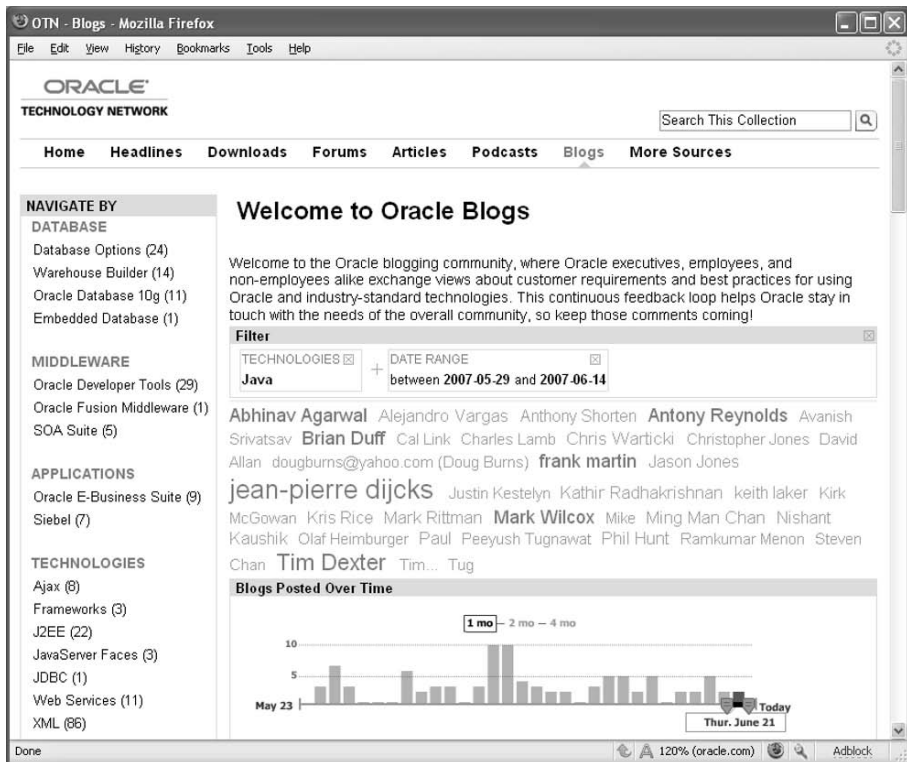 OTN - Blogs - Mozilla Firefox
File Edit View History Bookmarks Tools Help
ORACLE
TECHNOLOGY NETWORK
Search This Collection
Home Headlines Downloads Forums Articles Podcasts Blogs More Sources
NAVIGATE BY
DATABASE
Database Options (24)
Warehouse Builder (14)
Oracle Database 10g (11)
Embedded Database (1)
MIDDLEWARE
Oracle Developer Tools (29)
Oracle Fusion Middleware (1)
SOA Suite (5)
APPLICATIONS
Oracle E-Business Suite (9)
Siebel (7)
TECHNOLOGIES
Ajax (8)
Frameworks (3)
J2EE (22)
JavaServer Faces (3)
JDBC (1)
Web Services (11)
XML (86)
Welcome to Oracle Blogs
Welcome to the Oracle blogging community, where Oracle executives, employees, and
non-employees alike exchange views about customer requirements and best practices for using
Oracle and industry-standard technologies. This continuous feedback loop helps Oracle stay in
touch with the needs of the overall community, so keep those comments coming!
Filter
TECHNOLOGIES + DATE RANGE
Java between 2007-05-29 and 2007-06-14
Abhinav Agarwal Alejandro Vargas Anthony Shorten Antony Reynolds Avanish
Srivatsav Brian Duff Cal Link Charles Lamb Chris Warticki Christopher Jones David
Allan dougburns@yahoo.com (Doug Burns) frank martin Jason Jones
jean-pierre dijcks Justin Kestelyn Kathir Radhakrishnan keith laker Kirk
McGowan Kris Rice Mark Rittman Mark Wilcox Mike Ming Man Chan Nishant
Kaushik Olaf Heimburger Paul Peeyush Tugnawat Phil Hunt Ramkumar Menon Steven
Chan Tim Dexter Tim... Tug
Blogs Posted Over Time
1 mo – 2 mo – 4 mo
10
5
May 23 Today
Thur. June 21
Done 120% (oracle.com) Adblock